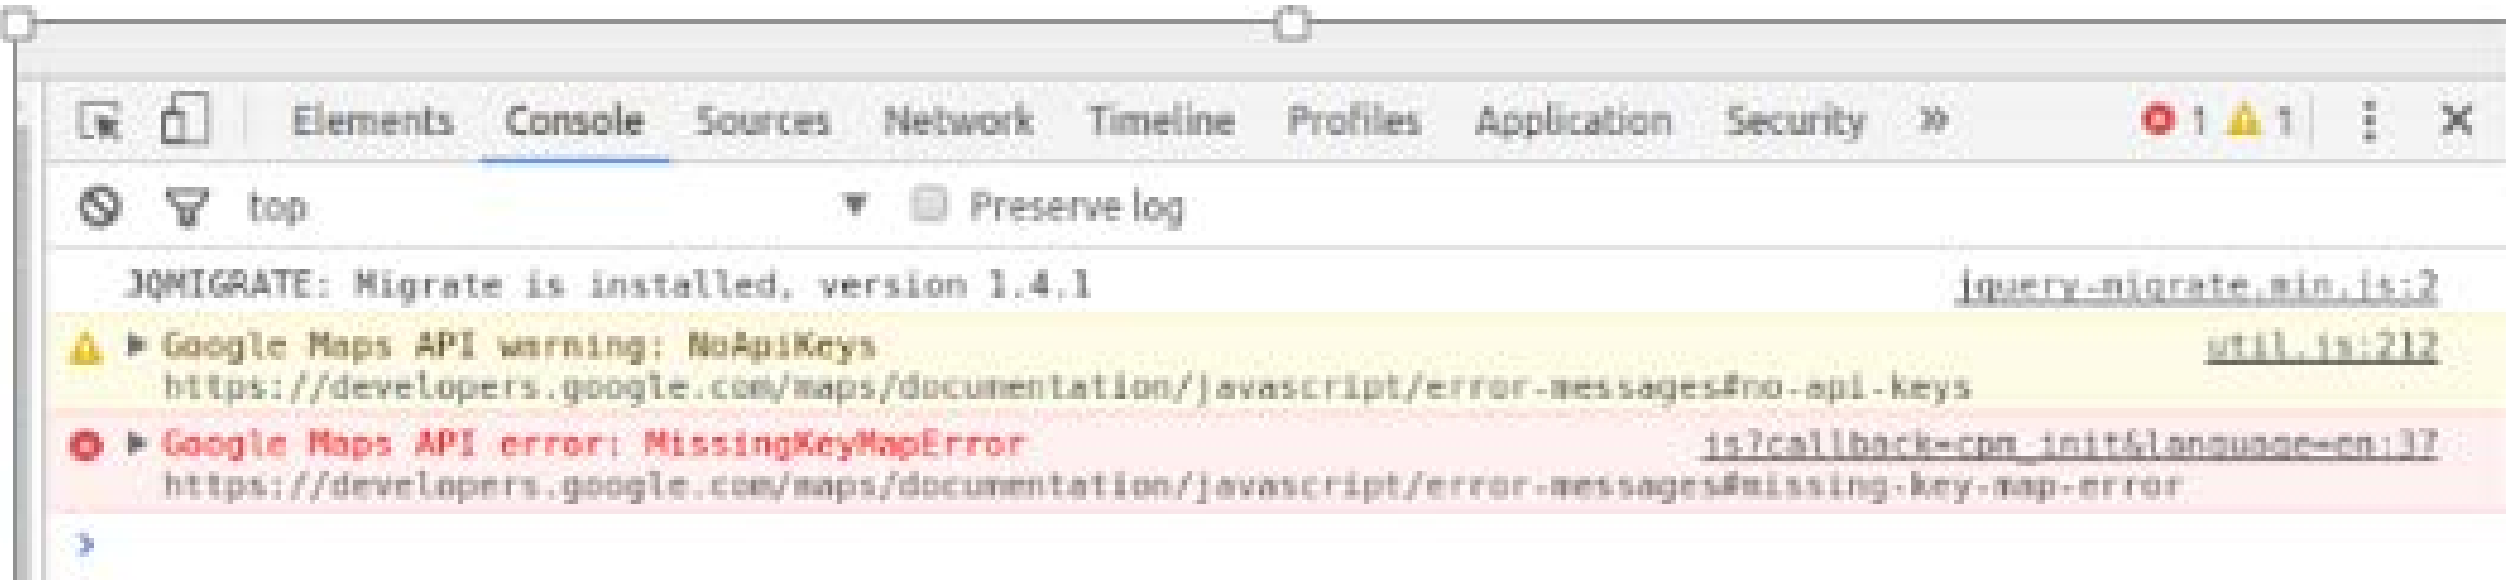 Elements Console Sources Network Timeline Profiles Application Security » 1 1
top Preserve log
JQMIGRATE: Migrate is installed, version 1.4.1 jquery-migrate.min.js:2
Google Maps API warning: NoApiKeys util.js:212
https://developers.google.com/maps/documentation/javascript/error-messages#no-api-keys
Google Maps API error: MissingKeyMapError js?callback=cpm_init&language=en:37
https://developers.google.com/maps/documentation/javascript/error-messages#missing-key-map-error